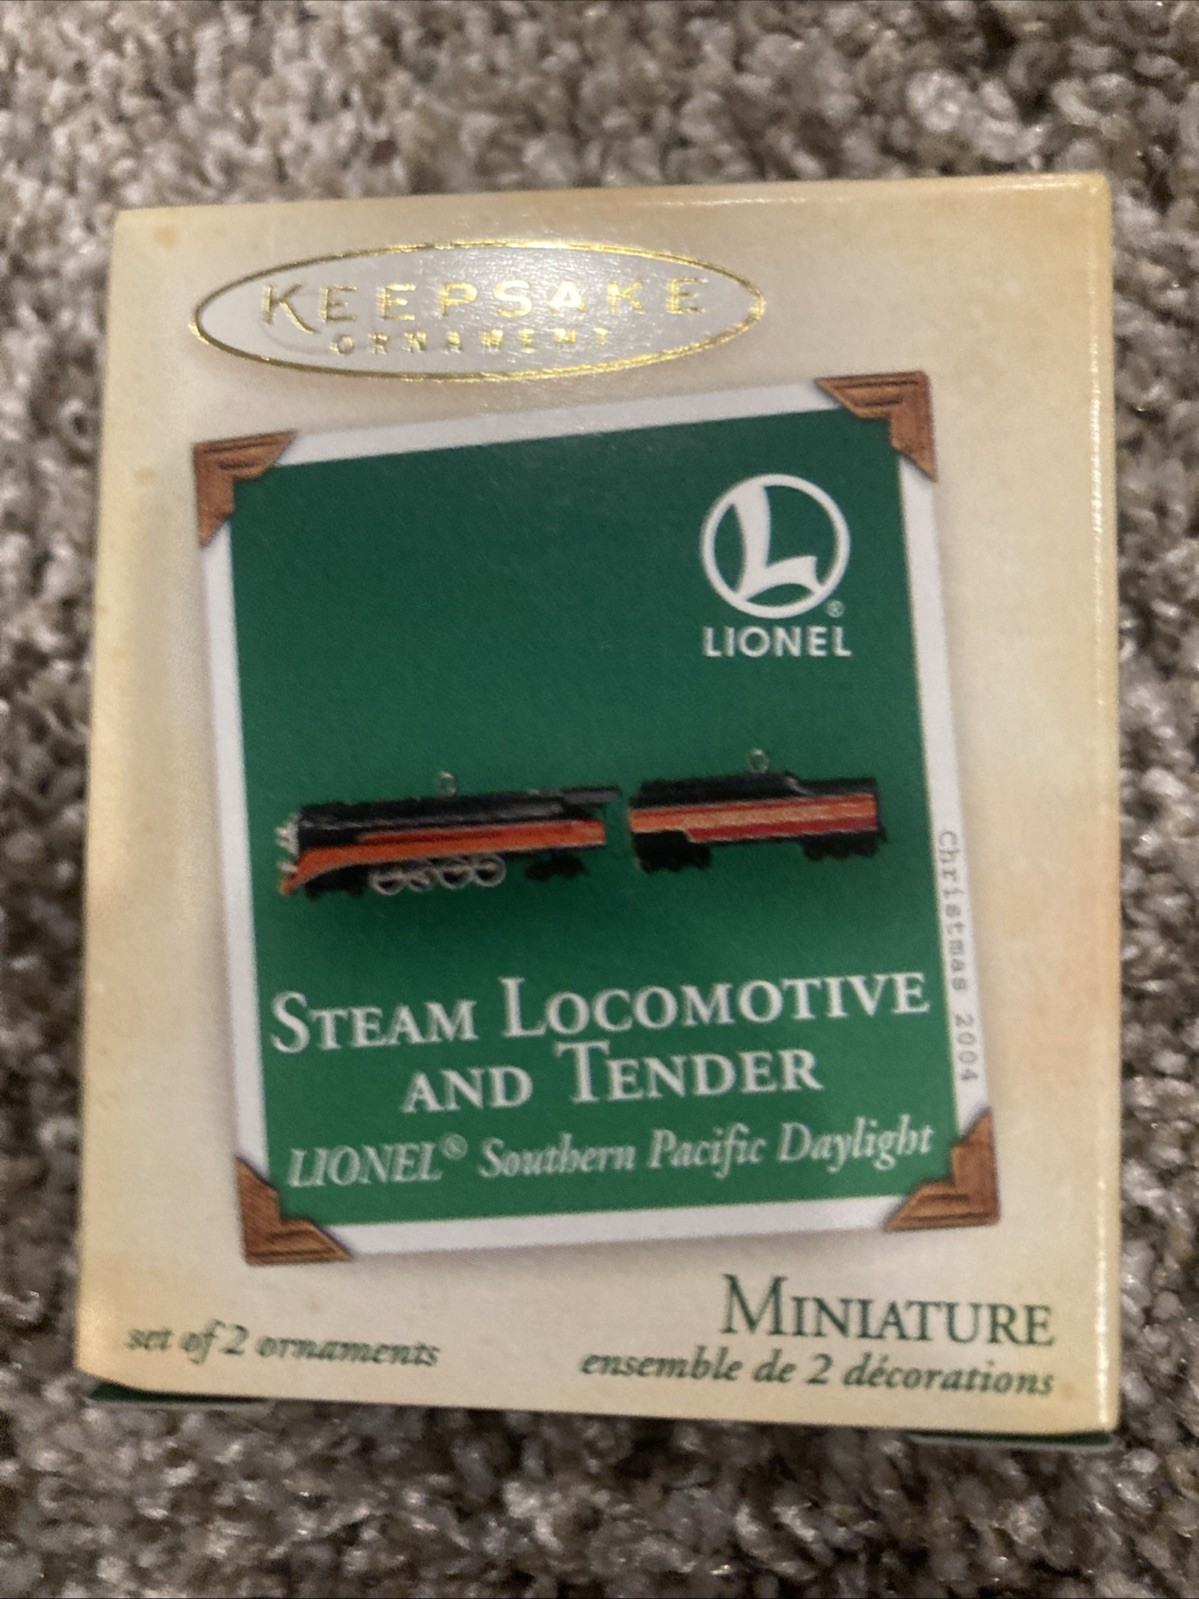 KEEPSAKE
ORNAMENT
L
®
LIONEL
Christmas 2004
STEAM LOCOMOTIVE
AND TENDER
LIONEL® Southern Pacific Daylight
MINIATURE
set of 2 ornaments
ensemble de 2 décorations